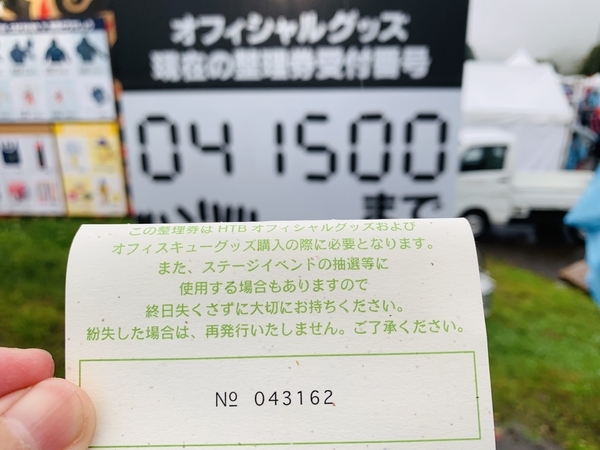 オフィシャルグッズ
現在の整理券受付番号
041500
まで
この整理券は HTB オフィシャルグッズおよび
オフィスキューグッズ購入の際に必要となります。
また、ステージイベントの抽選等に
使用する場合もありますので
終日失くさずに大切にお持ちください。
紛失した場合は、再発行いたしません。ご了承ください。
№ 043162